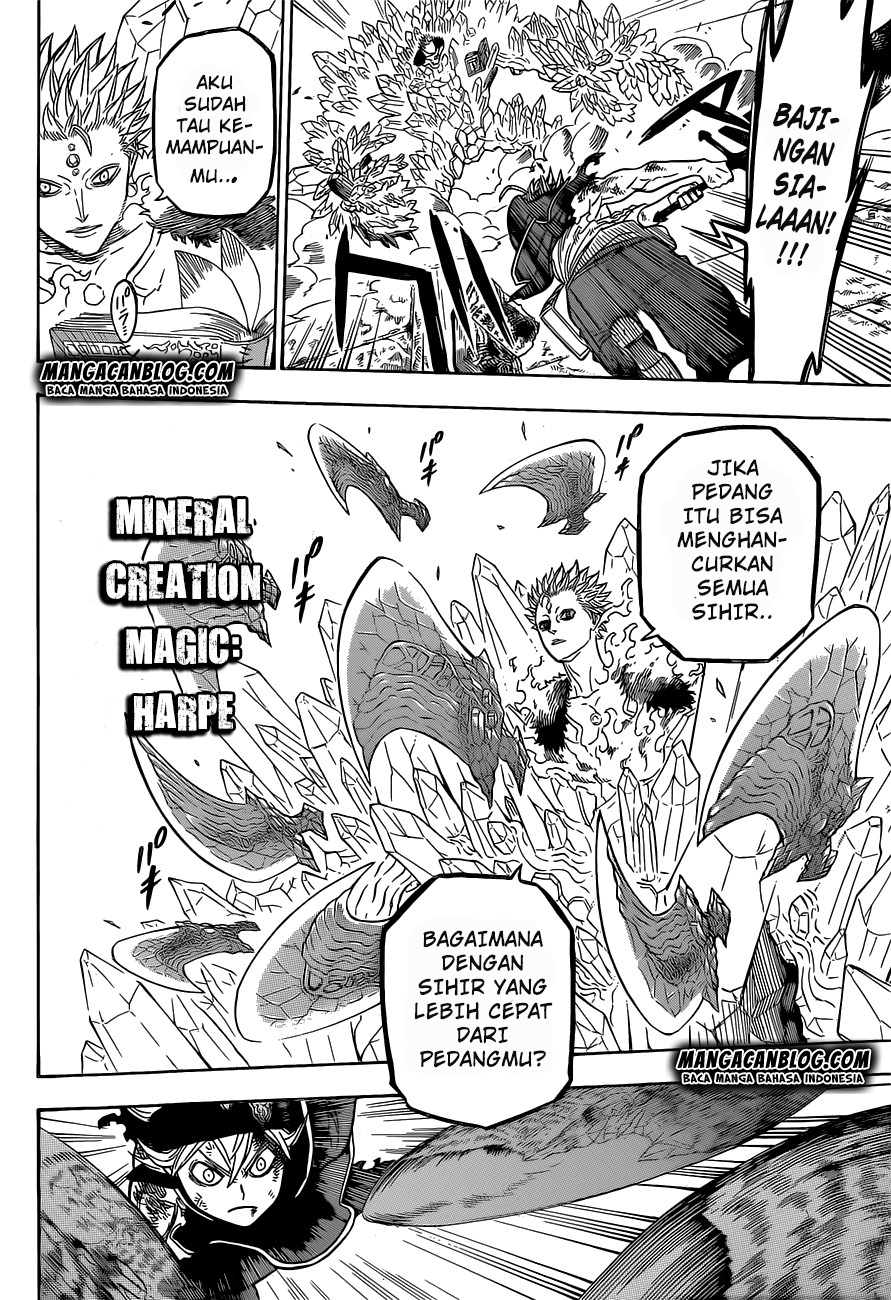 BAJI-
NGAN
SIA-
LAAAN!
!!!
AKU
SUDAH
TAU KE-
MAMPUAN-
MU...
MANGACANBLOG.COM
BACA MANGA BAHASA INDONESIA
JIKA
PEDANG
ITU BISA
MENGHAN-
CURKAN
SEMUA
SIHIR..
MINERAL
CREATION
MAGIC:
HARPE
BAGAIMANA
DENGAN
SIHIR YANG
LEBIH CEPAT
DARI
PEDANGMU?
MANGACANBLOG.COM
BACA MANGA BAHASA INDONESIA